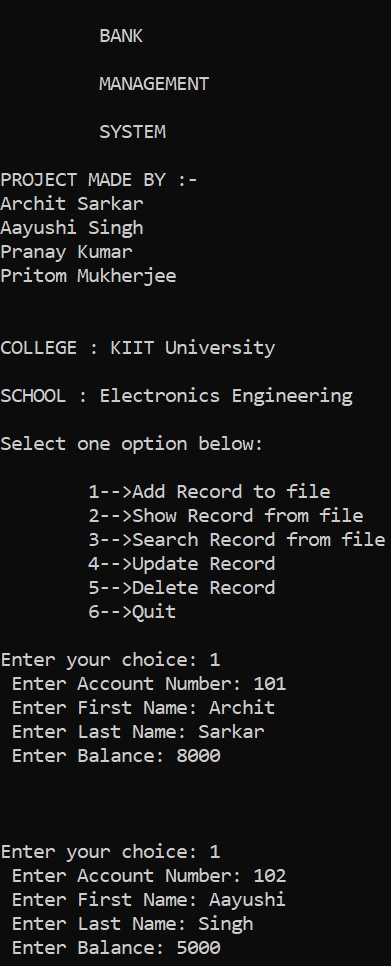 BANK
MANAGEMENT
SYSTEM
PROJECT MADE BY :-
Archit Sarkar
Aayushi Singh
Pranay Kumar
Pritom Mukherjee
COLLEGE : KIIT University
SCHOOL : Electronics Engineering
Select one option below:
1-->Add Record to file
2-->Show Record from file
3-->Search Record from file
4-->Update Record
5-->Delete Record
6-->Quit
Enter your choice: 1
Enter Account Number: 101
Enter First Name: Archit
Enter Last Name: Sarkar
Enter Balance: 8000
Enter your choice: 1
Enter Account Number: 102
Enter First Name: Aayushi
Enter Last Name: Singh
Enter Balance: 5000